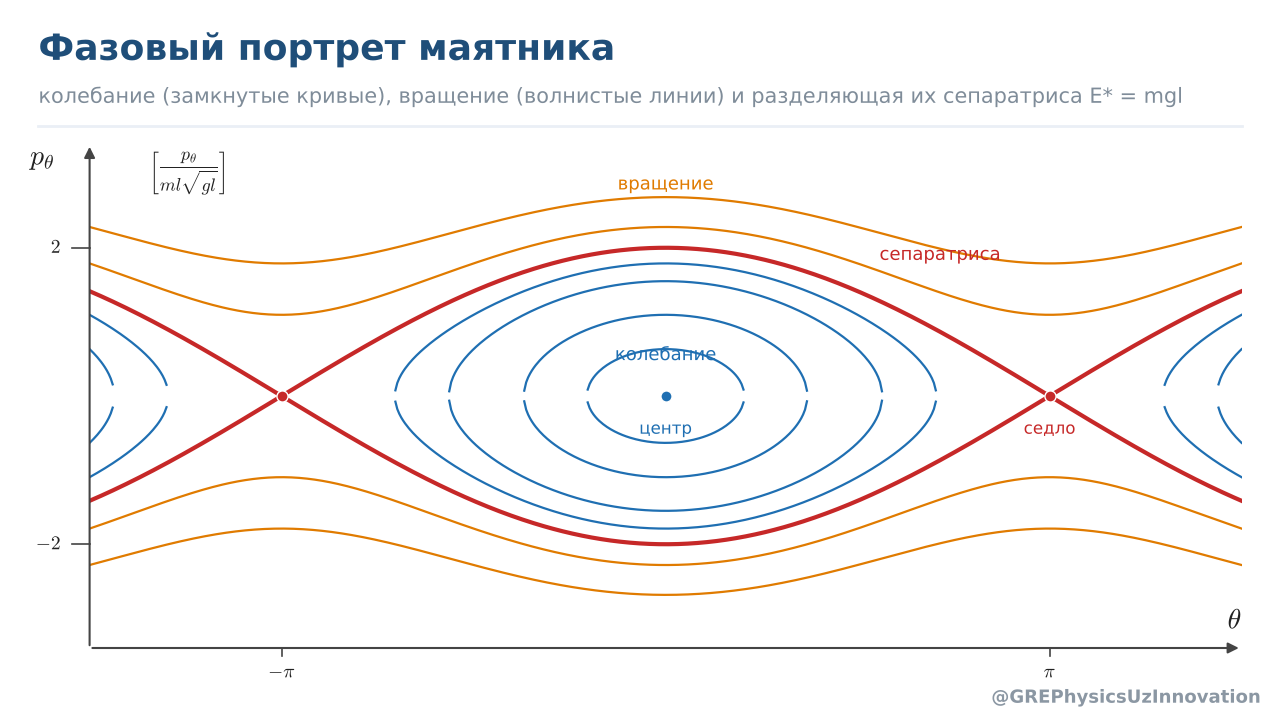 Фазовый портрет маятника
колебание (замкнутые кривые), вращение (волнистые линии) и разделяющая их сепаратриса E* = mgl
p_θ
[p_θ / ml√gl]
вращение
2
сепаратриса
колебание
центр
седло
−2
θ
−π
π
@GREPhysicsUzInnovation